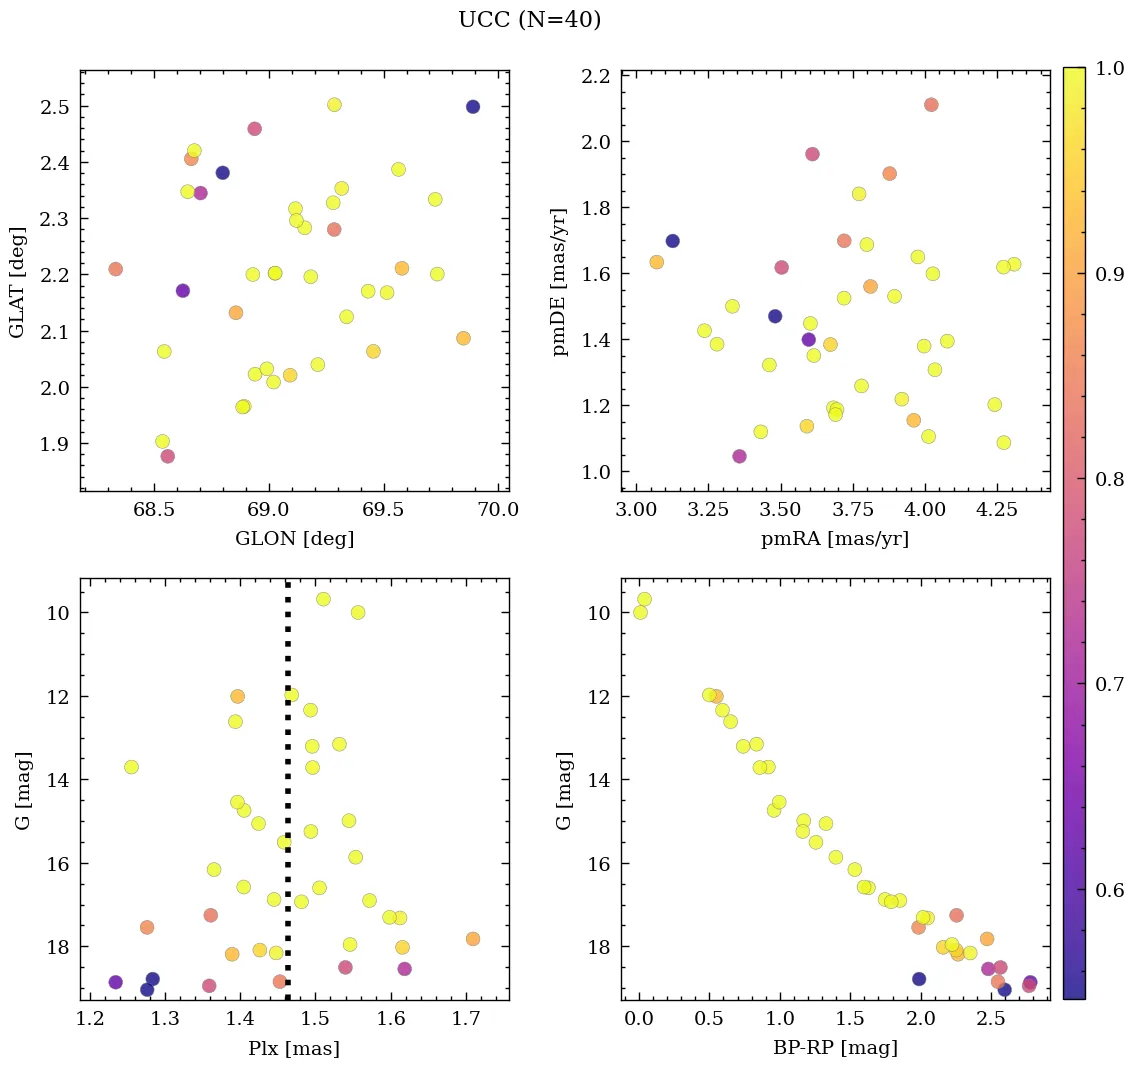 UCC (N=40)
2.5
2.4
2.3
2.2
2.1
2.0
1.9
GLAT [deg]
68.5 69.0 69.5 70.0
GLON [deg]
2.2
2.0
1.8
1.6
1.4
1.2
1.0
pmDE [mas/yr]
3.00 3.25 3.50 3.75 4.00 4.25
pmRA [mas/yr]
10
12
14
16
18
G [mag]
1.2 1.3 1.4 1.5 1.6 1.7
Plx [mas]
10
12
14
16
18
G [mag]
0.0 0.5 1.0 1.5 2.0 2.5
BP-RP [mag]
1.0
0.9
0.8
0.7
0.6